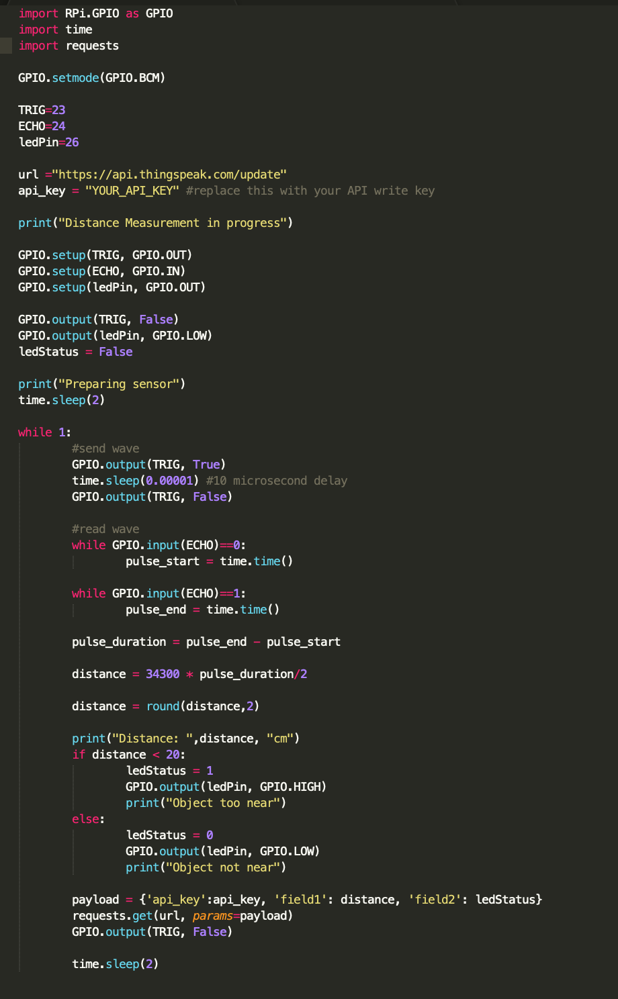 import RPi.GPIO as GPIO
import time
import requests

GPIO.setmode(GPIO.BCM)

TRIG=23
ECHO=24
ledPin=26

url ="https://api.thingspeak.com/update"
api_key = "YOUR_API_KEY" #replace this with your API write key

print("Distance Measurement in progress")

GPIO.setup(TRIG, GPIO.OUT)
GPIO.setup(ECHO, GPIO.IN)
GPIO.setup(ledPin, GPIO.OUT)

GPIO.output(TRIG, False)
GPIO.output(ledPin, GPIO.LOW)
ledStatus = False

print("Preparing sensor")
time.sleep(2)

while 1:
        #send wave
        GPIO.output(TRIG, True)
        time.sleep(0.00001) #10 microsecond delay
        GPIO.output(TRIG, False)

        #read wave
        while GPIO.input(ECHO)==0:
                pulse_start = time.time()

        while GPIO.input(ECHO)==1:
                pulse_end = time.time()

        pulse_duration = pulse_end - pulse_start

        distance = 34300 * pulse_duration/2

        distance = round(distance,2)

        print("Distance: ",distance, "cm")
        if distance < 20:
                ledStatus = 1
                GPIO.output(ledPin, GPIO.HIGH)
                print("Object too near")
        else:
                ledStatus = 0
                GPIO.output(ledPin, GPIO.LOW)
                print("Object not near")

        payload = {'api_key':api_key, 'field1': distance, 'field2': ledStatus}
        requests.get(url, params=payload)
        GPIO.output(TRIG, False)

        time.sleep(2)